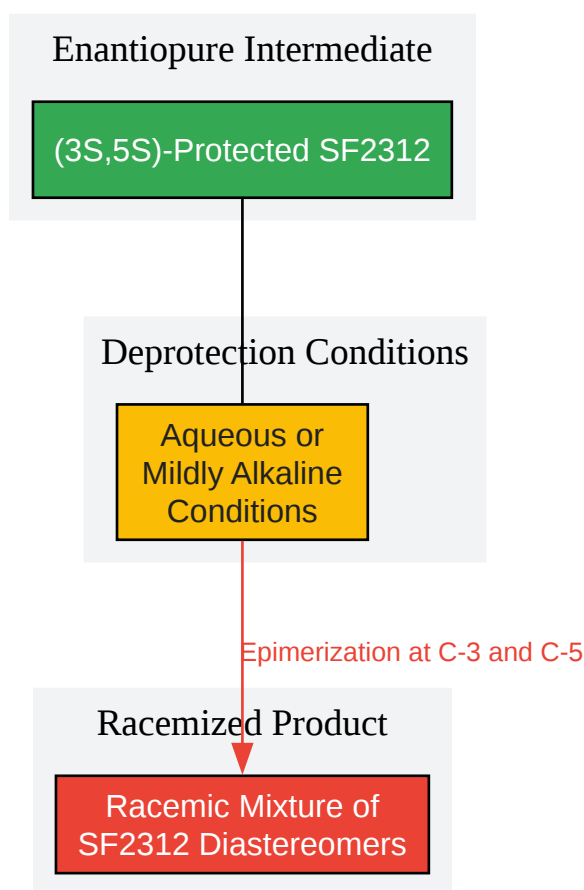 Enantiopure Intermediate
(3S,5S)-Protected SF2312
Deprotection Conditions
Aqueous or
Mildly Alkaline
Conditions
Epimerization at C-3 and C-5
Racemized Product
Racemic Mixture of
SF2312 Diastereomers